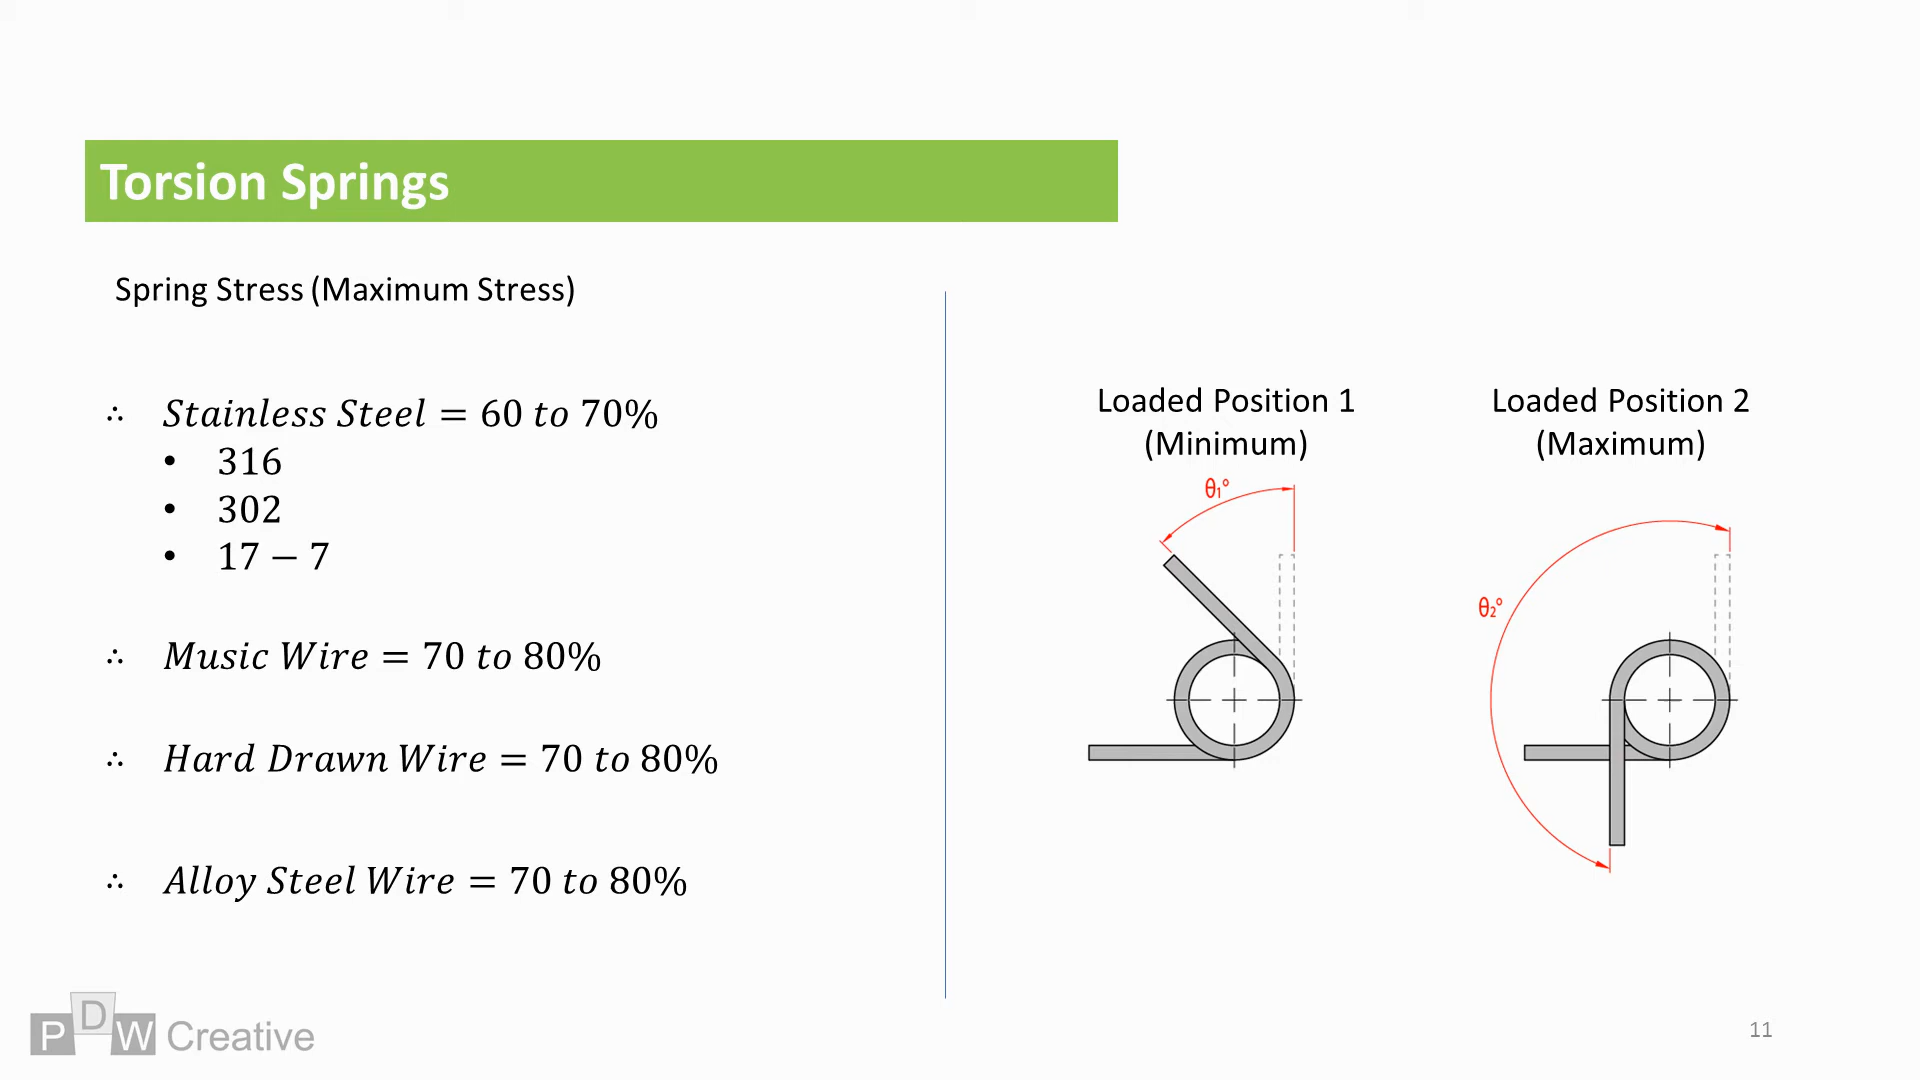 Torsion Springs
Spring Stress (Maximum Stress)
∴ Stainless Steel = 60 to 70%
• 316
• 302
• 17 − 7
∴ Music Wire = 70 to 80%
∴ Hard Drawn Wire = 70 to 80%
∴ Alloy Steel Wire = 70 to 80%
Loaded Position 1
(Minimum)
θ₁°
Loaded Position 2
(Maximum)
θ₂°
PDW Creative
11